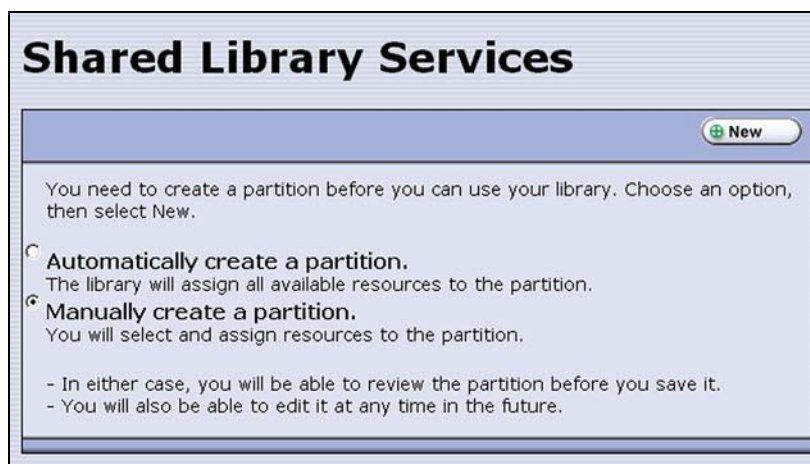 Shared Library Services
New
You need to create a partition before you can use your library. Choose an option,
then select New.
Automatically create a partition.
The library will assign all available resources to the partition.
Manually create a partition.
You will select and assign resources to the partition.
- In either case, you will be able to review the partition before you save it.
- You will also be able to edit it at any time in the future.